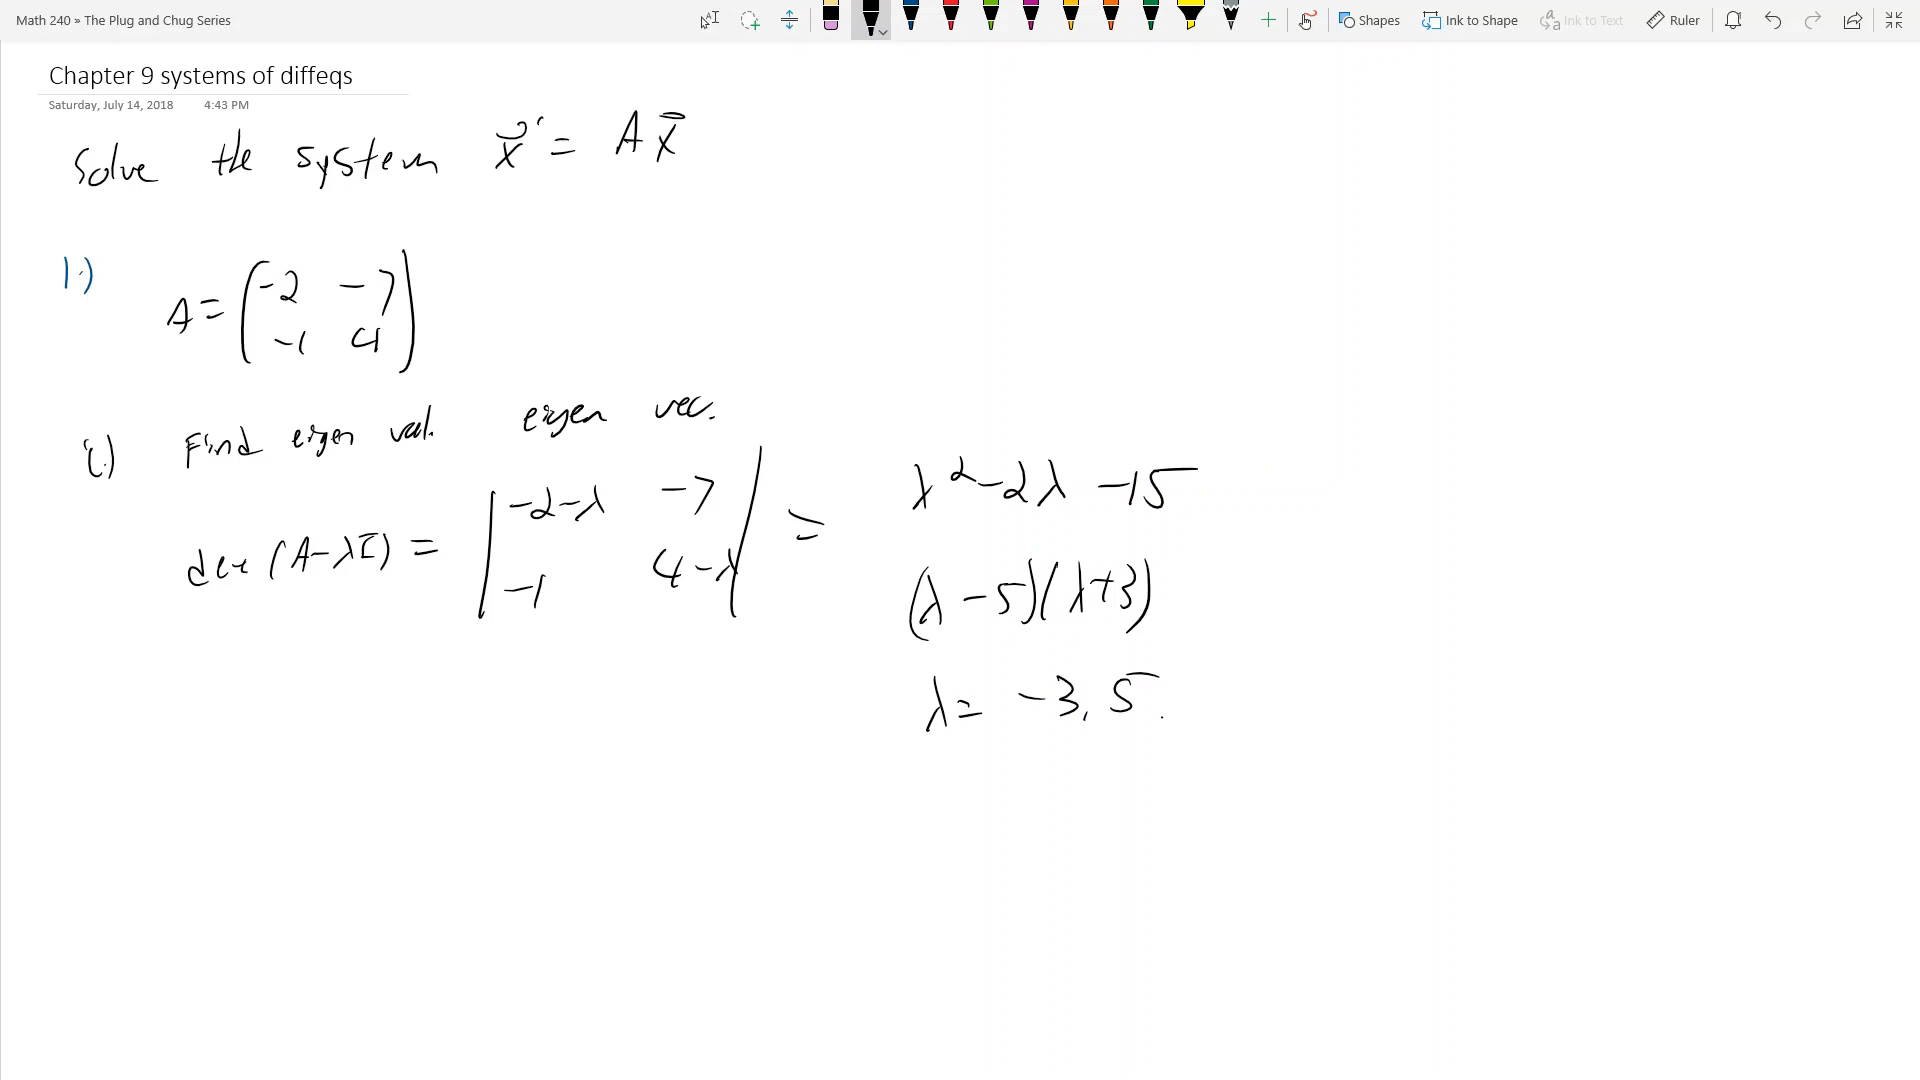 Math 240 » The Plug and Chug Series
Shapes Ink to Shape Ink to Text Ruler
Chapter 9 systems of diffeqs
Saturday, July 14, 2018 4:43 PM
Solve the system x⃗' = Ax⃗
1.)
A = (-2 -7
-1 4)
i.) Find eigen val. eigen vec.
det (A-λI) = |-2-λ -7
-1 4-λ| =
λ²-2λ-15
(λ-5)(λ+3)
λ= -3, 5.